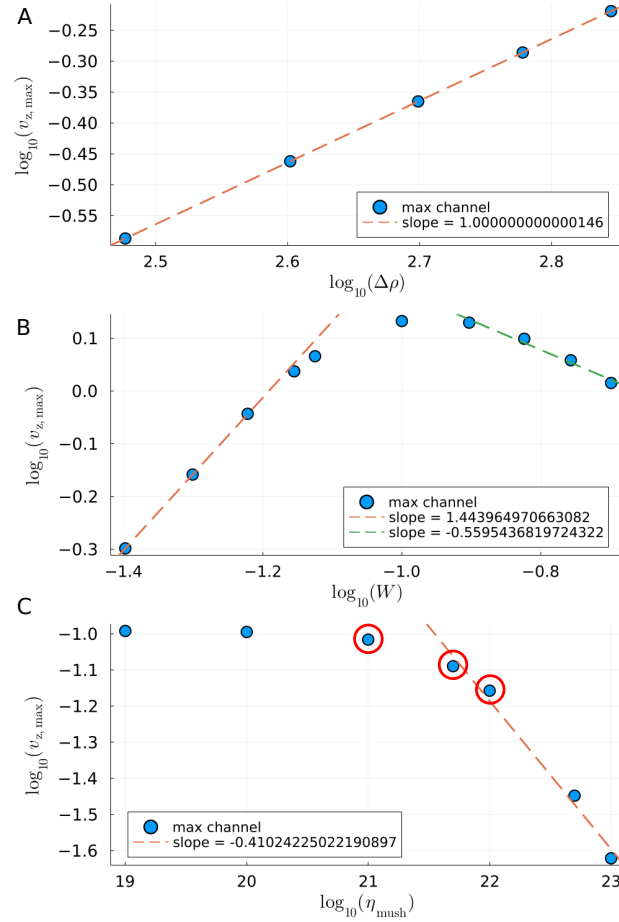 A
−0.25
−0.30
−0.35
−0.40
−0.45
−0.50
−0.55
log₁₀(v_z, max)
max channel
slope = 1.000000000000146
2.5 2.6 2.7 2.8
log₁₀(Δρ)
B
0.1
0.0
−0.1
−0.2
−0.3
log₁₀(v_z, max)
max channel
slope = 1.443964970663082
slope = -0.5595436819724322
−1.4 −1.2 −1.0 −0.8
log₁₀(W)
C
−1.0
−1.1
−1.2
−1.3
−1.4
−1.5
−1.6
log₁₀(v_z, max)
max channel
slope = -0.41024225022190897
19 20 21 22 23
log₁₀(η_mush)